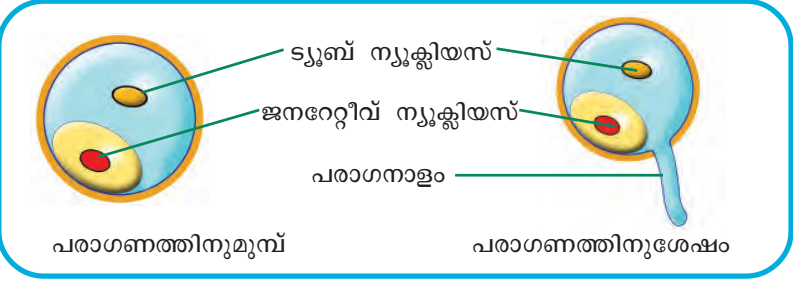 ട്യൂബ് ന്യൂക്ലിയസ്
ജനറേറ്റീവ് ന്യൂക്ലിയസ്
പരാഗനാളം
പരാഗണത്തിനുമുമ്പ്
പരാഗണത്തിനുശേഷം